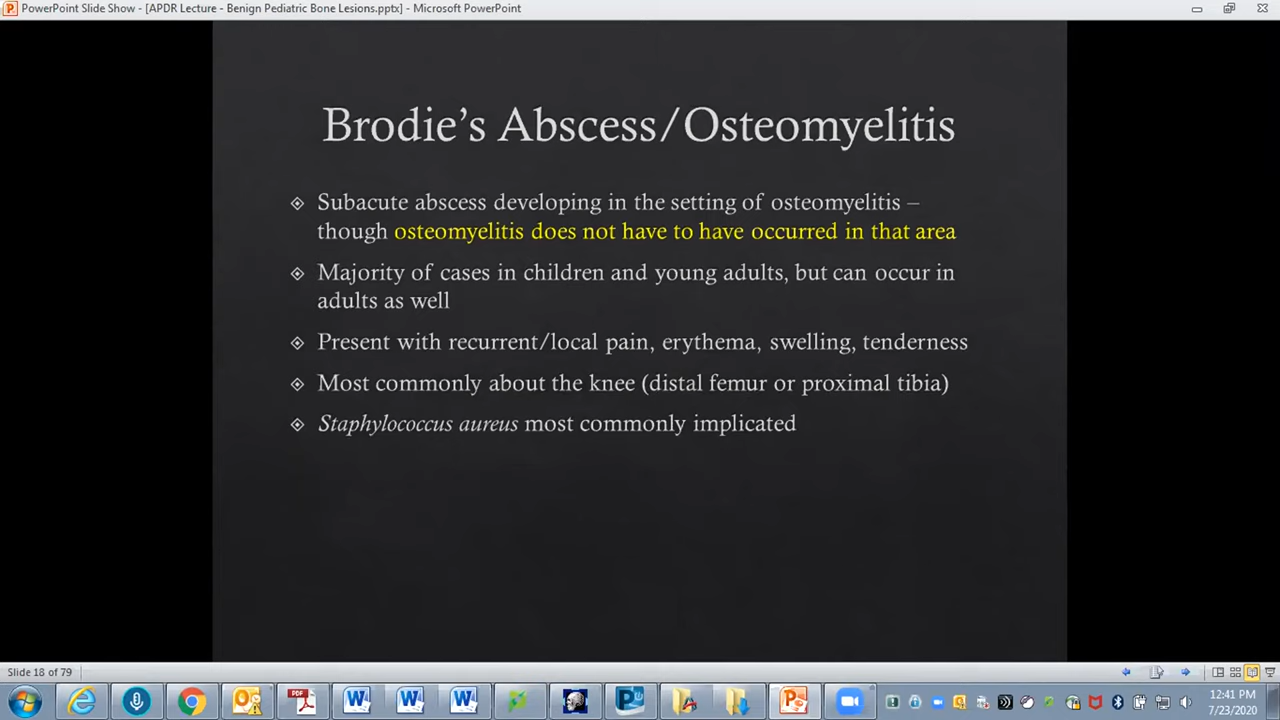 PowerPoint Slide Show - [APDR Lecture - Benign Pediatric Bone Lesions.pptx] - Microsoft PowerPoint
Brodie's Abscess/Osteomyelitis
Subacute abscess developing in the setting of osteomyelitis –
though osteomyelitis does not have to have occurred in that area
Majority of cases in children and young adults, but can occur in
adults as well
Present with recurrent/local pain, erythema, swelling, tenderness
Most commonly about the knee (distal femur or proximal tibia)
Staphylococcus aureus most commonly implicated
Slide 18 of 79
12:41 PM
7/23/2020